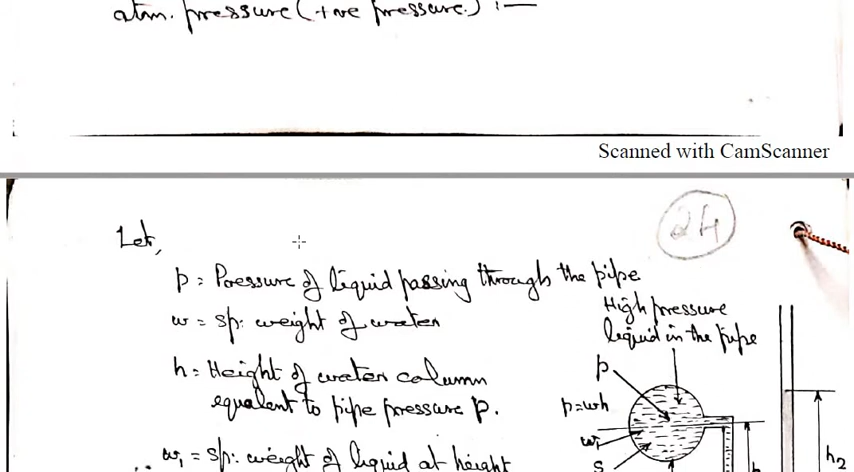 atm. pressure (+ve pressure.) :—
Scanned with CamScanner
24
Let,
p = Pressure of liquid passing through the pipe
w = sp: weight of water
High pressure
liquid in the pipe
h = Height of water column
equalent to pipe pressure P.
p
p=wh
w₁
s
h
h₂
w₁ = sp: weight of liquid at height